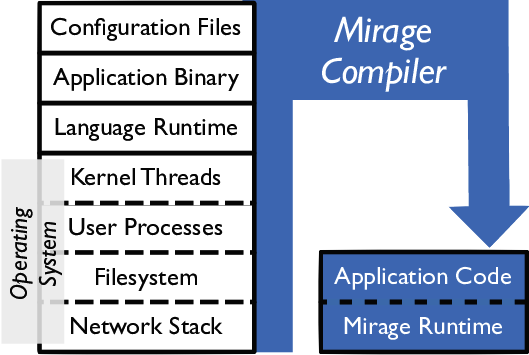 Configuration Files
Application Binary
Language Runtime
Kernel Threads
User Processes
Filesystem
Network Stack
Operating
System
Mirage
Compiler
Application Code
Mirage Runtime